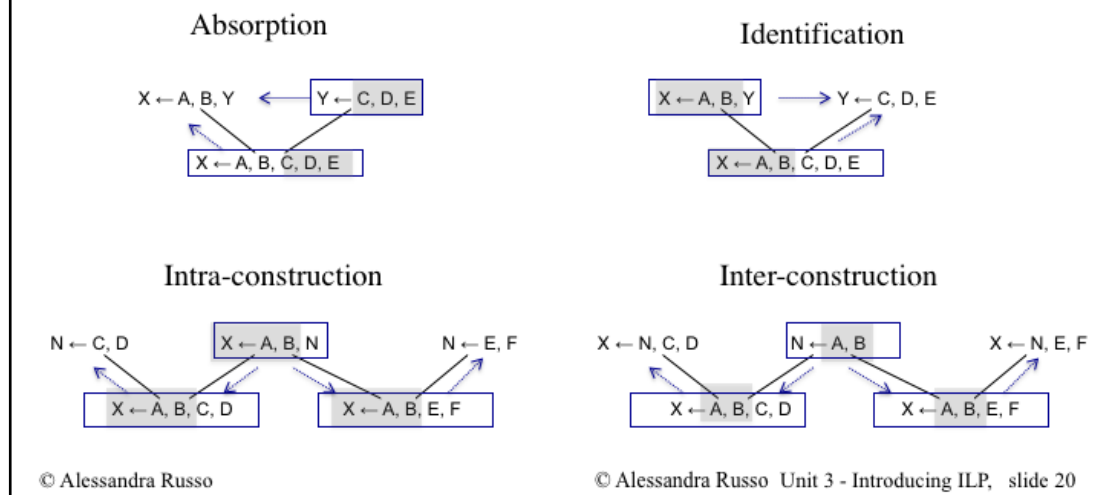 Absorption
Identification
X ← A, B, Y
Y ← C, D, E
X ← A, B, Y
Y ← C, D, E
X ← A, B, C, D, E
X ← A, B, C, D, E
Intra-construction
Inter-construction
N ← C, D
X ← A, B, N
N ← E, F
X ← N, C, D
N ← A, B
X ← N, E, F
X ← A, B, C, D
X ← A, B, E, F
X ← A, B, C, D
X ← A, B, E, F
© Alessandra Russo
© Alessandra Russo Unit 3 - Introducing ILP, slide 20